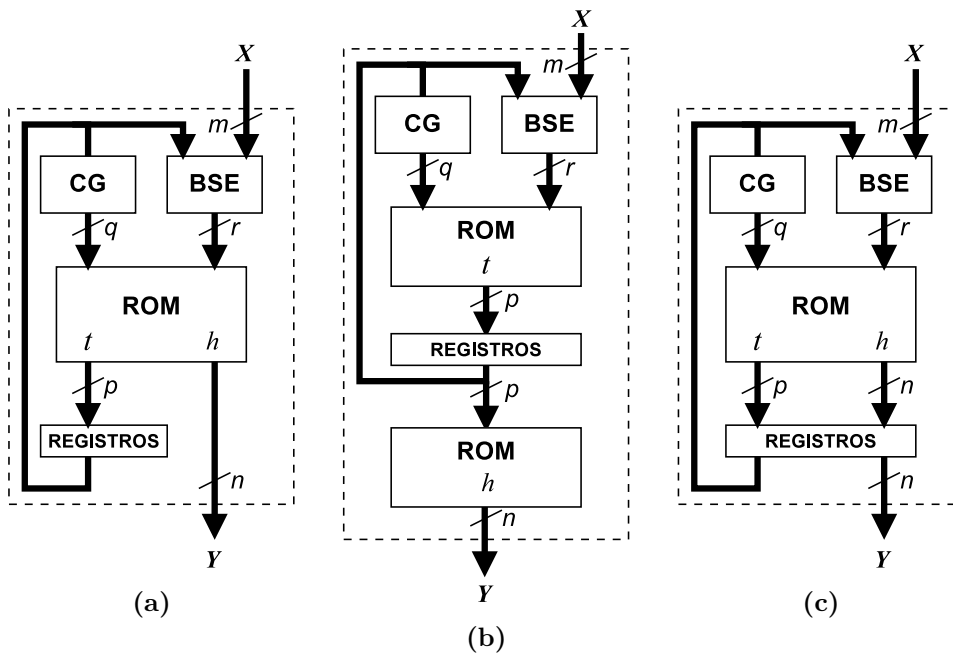 X
m
CG
BSE
q
r
ROM
t
h
p
REGISTROS
n
Y
(a)
X
m
CG
BSE
q
r
ROM
t
p
REGISTROS
p
ROM
h
n
Y
(b)
X
m
CG
BSE
q
r
ROM
t
h
p
n
REGISTROS
n
Y
(c)